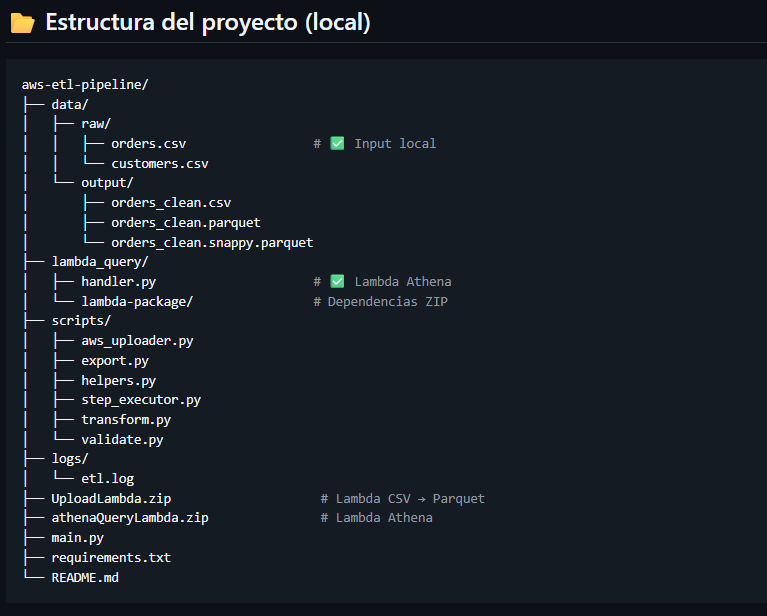 📂 Estructura del proyecto (local)
aws-etl-pipeline/
├── data/
│   ├── raw/
│   │   ├── orders.csv                 # ✅ Input local
│   │   └── customers.csv
│   └── output/
│       ├── orders_clean.csv
│       ├── orders_clean.parquet
│       └── orders_clean.snappy.parquet
├── lambda_query/
│   ├── handler.py                     # ✅ Lambda Athena
│   └── lambda-package/                # Dependencias ZIP
├── scripts/
│   ├── aws_uploader.py
│   ├── export.py
│   ├── helpers.py
│   ├── step_executor.py
│   ├── transform.py
│   └── validate.py
├── logs/
│   └── etl.log
├── UploadLambda.zip                    # Lambda CSV → Parquet
├── athenaQueryLambda.zip               # Lambda Athena
├── main.py
├── requirements.txt
└── README.md